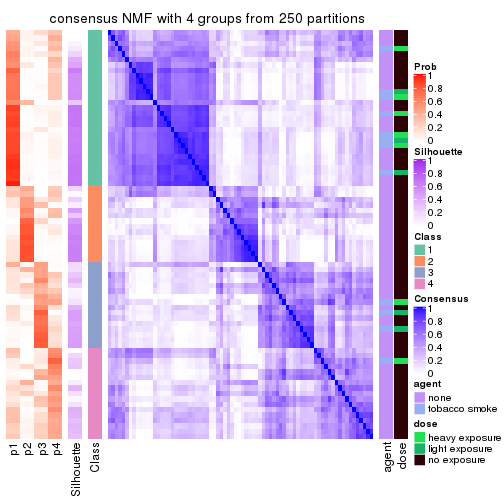 consensus NMF with 4 groups from 250 partitions
Prob
1
0.8
0.6
0.4
0.2
0
Silhouette
1
0.8
0.6
0.4
0.2
0
Class
1
2
3
4
Consensus
1
0.8
0.6
0.4
0.2
0
agent
none
tobacco smoke
dose
heavy exposure
light exposure
no exposure
p1
p2
p3
p4
Silhouette
Class
agent
dose